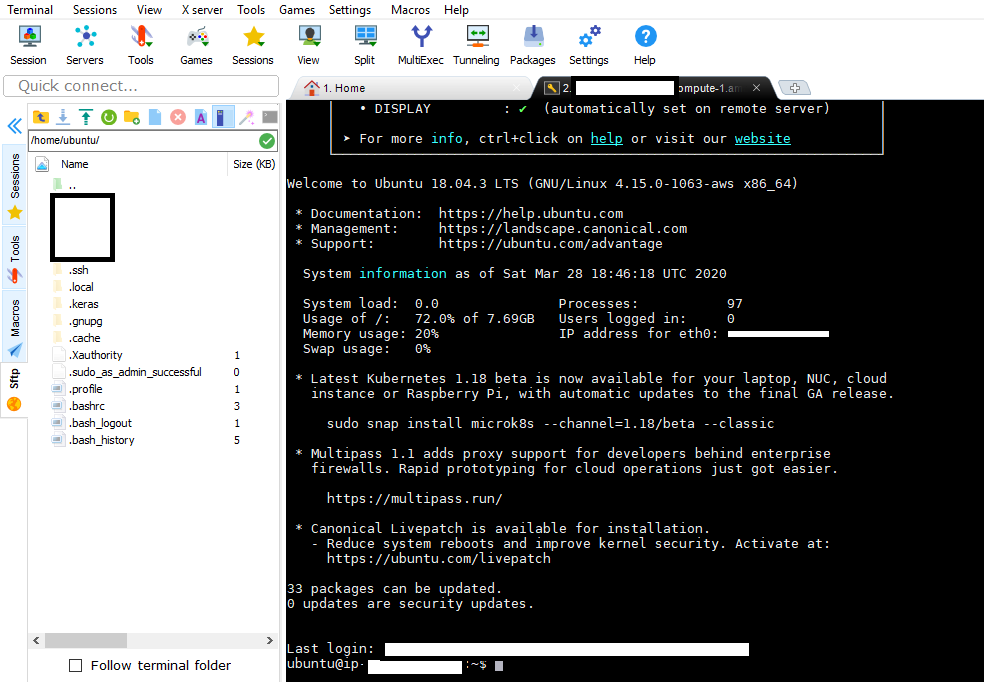 Terminal Sessions View X server Tools Games Settings Macros Help
Session Servers Tools Games Sessions View Split MultiExec Tunneling Packages Settings Help
Quick connect...
1. Home
2. ompute-1.am
/home/ubuntu/
Name Size (KB)
..
.ssh
.local
.keras
.gnupg
.cache
.Xauthority 1
.sudo_as_admin_successful 0
.profile 1
.bashrc 3
.bash_logout 1
.bash_history 5
Sessions
Tools
Macros
Sftp
Follow terminal folder
• DISPLAY : ✔ (automatically set on remote server)
➤ For more info, ctrl+click on help or visit our website
Welcome to Ubuntu 18.04.3 LTS (GNU/Linux 4.15.0-1063-aws x86_64)
* Documentation: https://help.ubuntu.com
* Management: https://landscape.canonical.com
* Support: https://ubuntu.com/advantage
System information as of Sat Mar 28 18:46:18 UTC 2020
System load: 0.0 Processes: 97
Usage of /: 72.0% of 7.69GB Users logged in: 0
Memory usage: 20% IP address for eth0:
Swap usage: 0%
* Latest Kubernetes 1.18 beta is now available for your laptop, NUC, cloud
instance or Raspberry Pi, with automatic updates to the final GA release.
sudo snap install microk8s --channel=1.18/beta --classic
* Multipass 1.1 adds proxy support for developers behind enterprise
firewalls. Rapid prototyping for cloud operations just got easier.
https://multipass.run/
* Canonical Livepatch is available for installation.
- Reduce system reboots and improve kernel security. Activate at:
https://ubuntu.com/livepatch
33 packages can be updated.
0 updates are security updates.
Last login:
ubuntu@ip- :~$